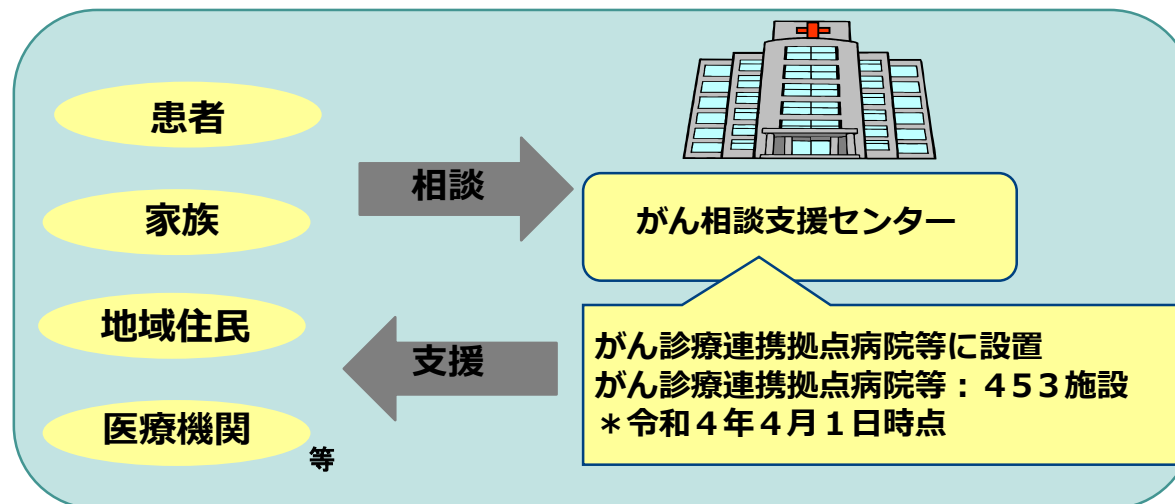 患者
家族
地域住民
医療機関
等
相談
支援
がん相談支援センター
がん診療連携拠点病院等に設置
がん診療連携拠点病院等：４５３施設
＊令和４年４月１日時点